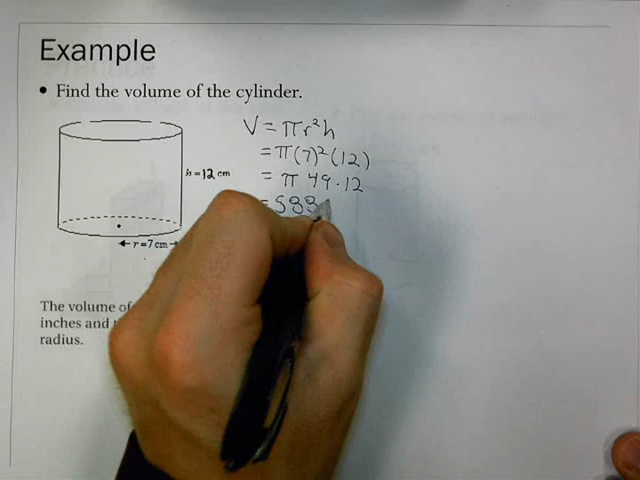 Example
• Find the volume of the cylinder.
V = πr²h
= π(7)²(12)
h = 12 cm
= π 49 · 12
= 588
r = 7 cm
The volume of
inches and
radius.